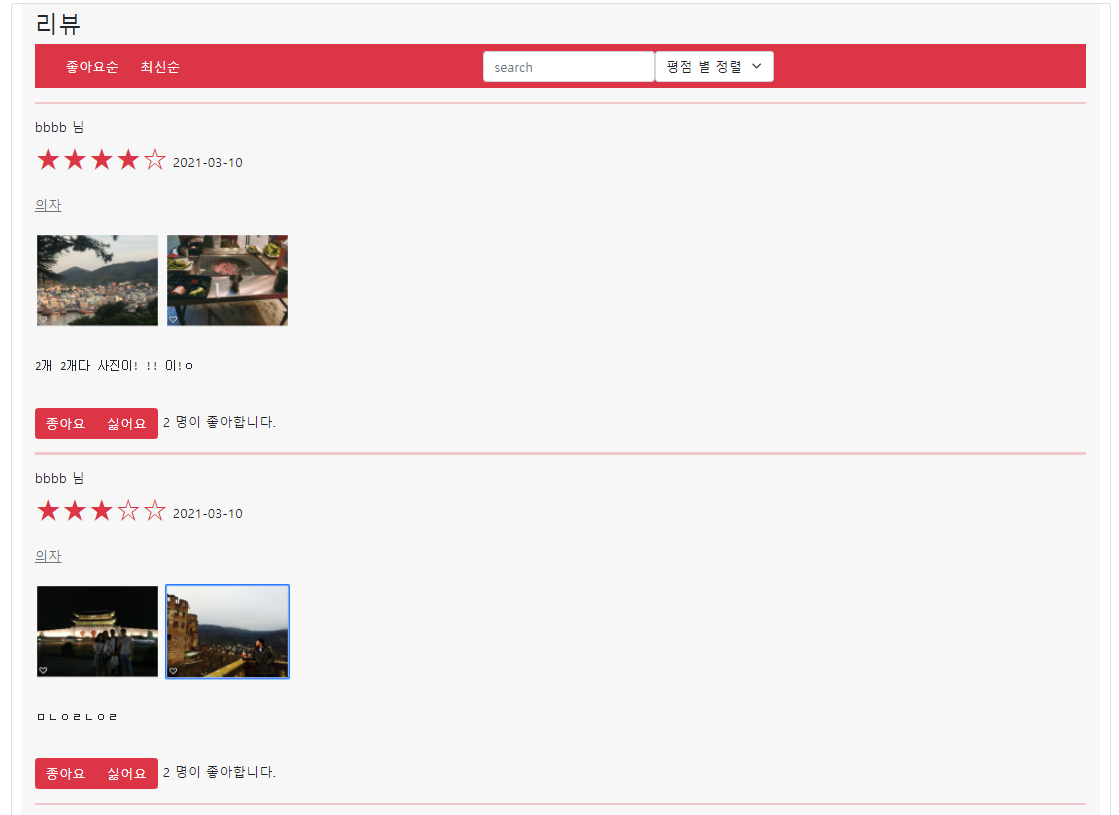 리뷰
좋아요순 최신순 search 평점 별 정렬
bbbb 님
★★★★☆ 2021-03-10
의자
2개 2개다 사진이! !! 이!ㅇ
좋아요 싫어요 2 명이 좋아합니다.
bbbb 님
★★★☆☆ 2021-03-10
의자
ㅁㄴㅇㄹㄴㅇㄹ
좋아요 싫어요 2 명이 좋아합니다.